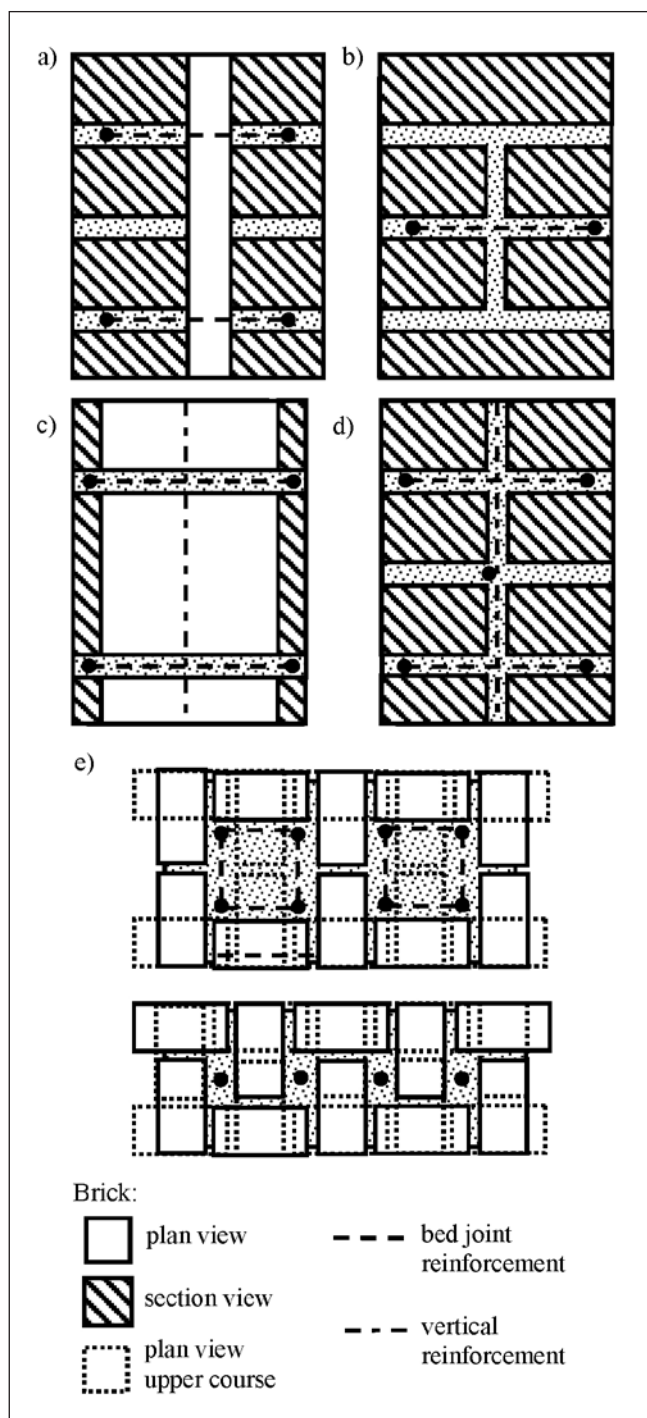 a)
b)
c)
d)
e)
Brick:
plan view
section view
plan view
upper course
bed joint
reinforcement
vertical
reinforcement